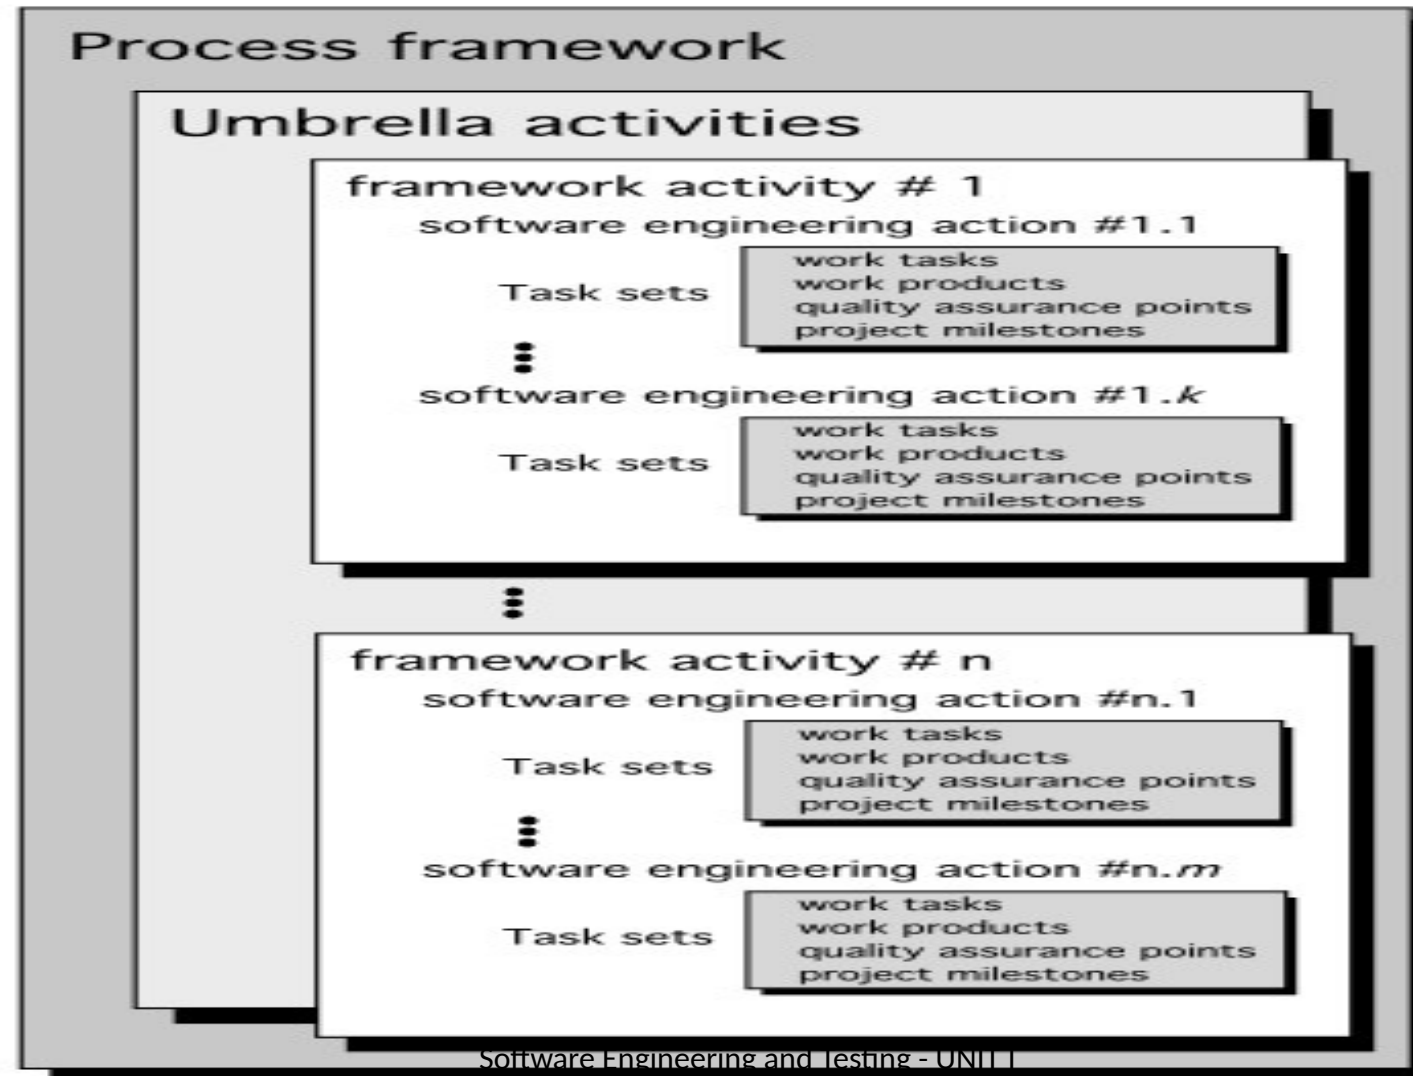 Process framework
Umbrella activities
framework activity # 1
software engineering action #1.1
Task sets
work tasks
work products
quality assurance points
project milestones
software engineering action #1.k
Task sets
work tasks
work products
quality assurance points
project milestones
framework activity # n
software engineering action #n.1
Task sets
work tasks
work products
quality assurance points
project milestones
software engineering action #n.m
Task sets
work tasks
work products
quality assurance points
project milestones
Software Engineering and Testing - UNIT I